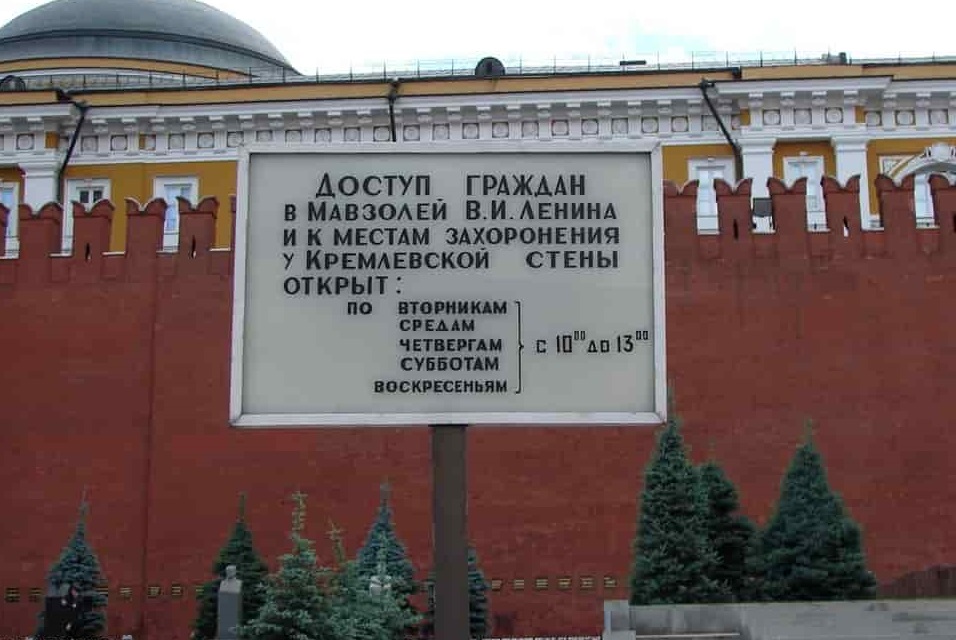 ДОСТУП ГРАЖДАН
В МАВЗОЛЕЙ В.И.ЛЕНИНА
И К МЕСТАМ ЗАХОРОНЕНИЯ
У КРЕМЛЕВСКОЙ СТЕНЫ
ОТКРЫТ:
ПО ВТОРНИКАМ
СРЕДАМ
ЧЕТВЕРГАМ С 10⁰⁰ ДО 13⁰⁰
СУББОТАМ
ВОСКРЕСЕНЬЯМ